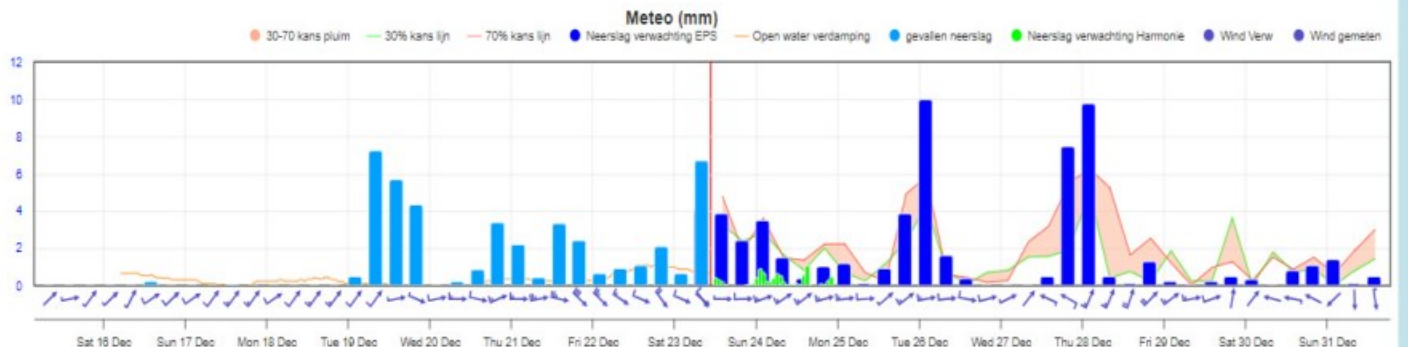 Meteo (mm)
30-70 kans pluim 30% kans lijn 70% kans lijn Neerslag verwachting EPS Open water verdamping gevallen neerslag Neerslag verwachting Harmonie Wind Verw Wind gemeten
12
10
8
6
4
2
0
Sat 16 Dec Sun 17 Dec Mon 18 Dec Tue 19 Dec Wed 20 Dec Thu 21 Dec Fri 22 Dec Sat 23 Dec Sun 24 Dec Mon 25 Dec Tue 26 Dec Wed 27 Dec Thu 28 Dec Fri 29 Dec Sat 30 Dec Sun 31 Dec